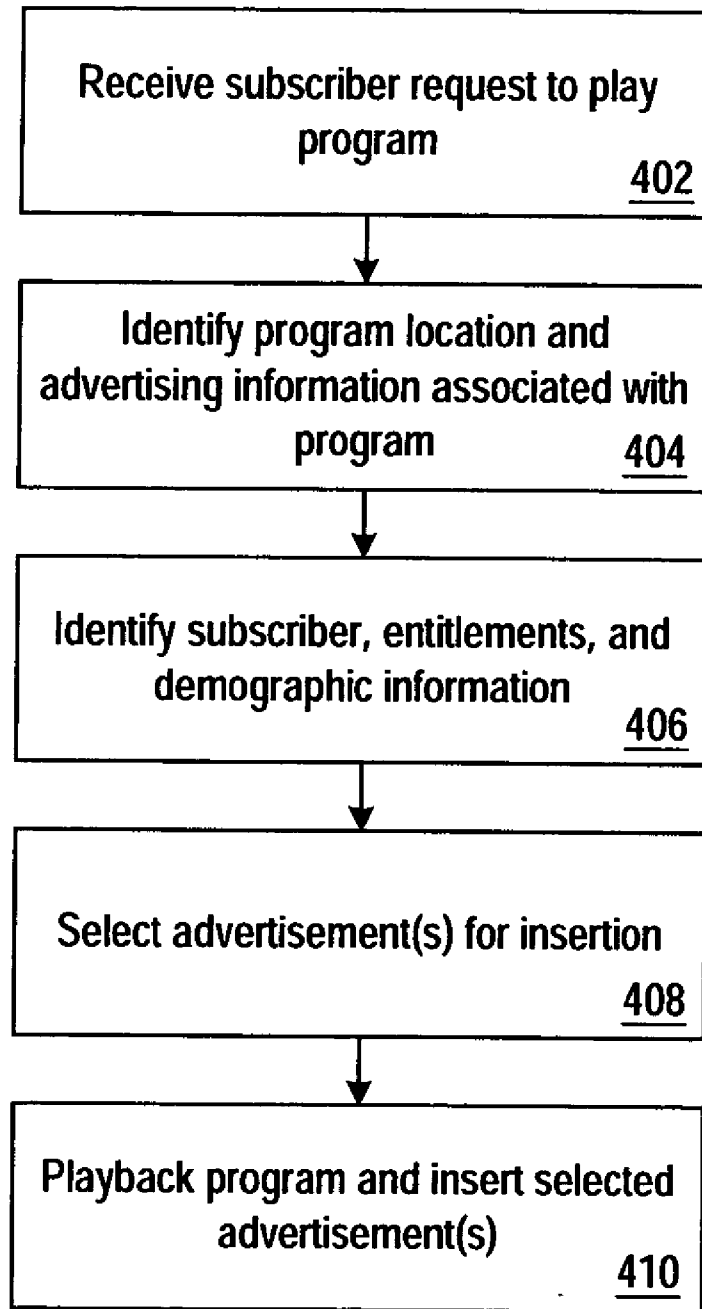 Receive subscriber request to play
program
402
Identify program location and
advertising information associated with
program
404
Identify subscriber, entitlements, and
demographic information
406
Select advertisement(s) for insertion
408
Playback program and insert selected
advertisement(s)
410